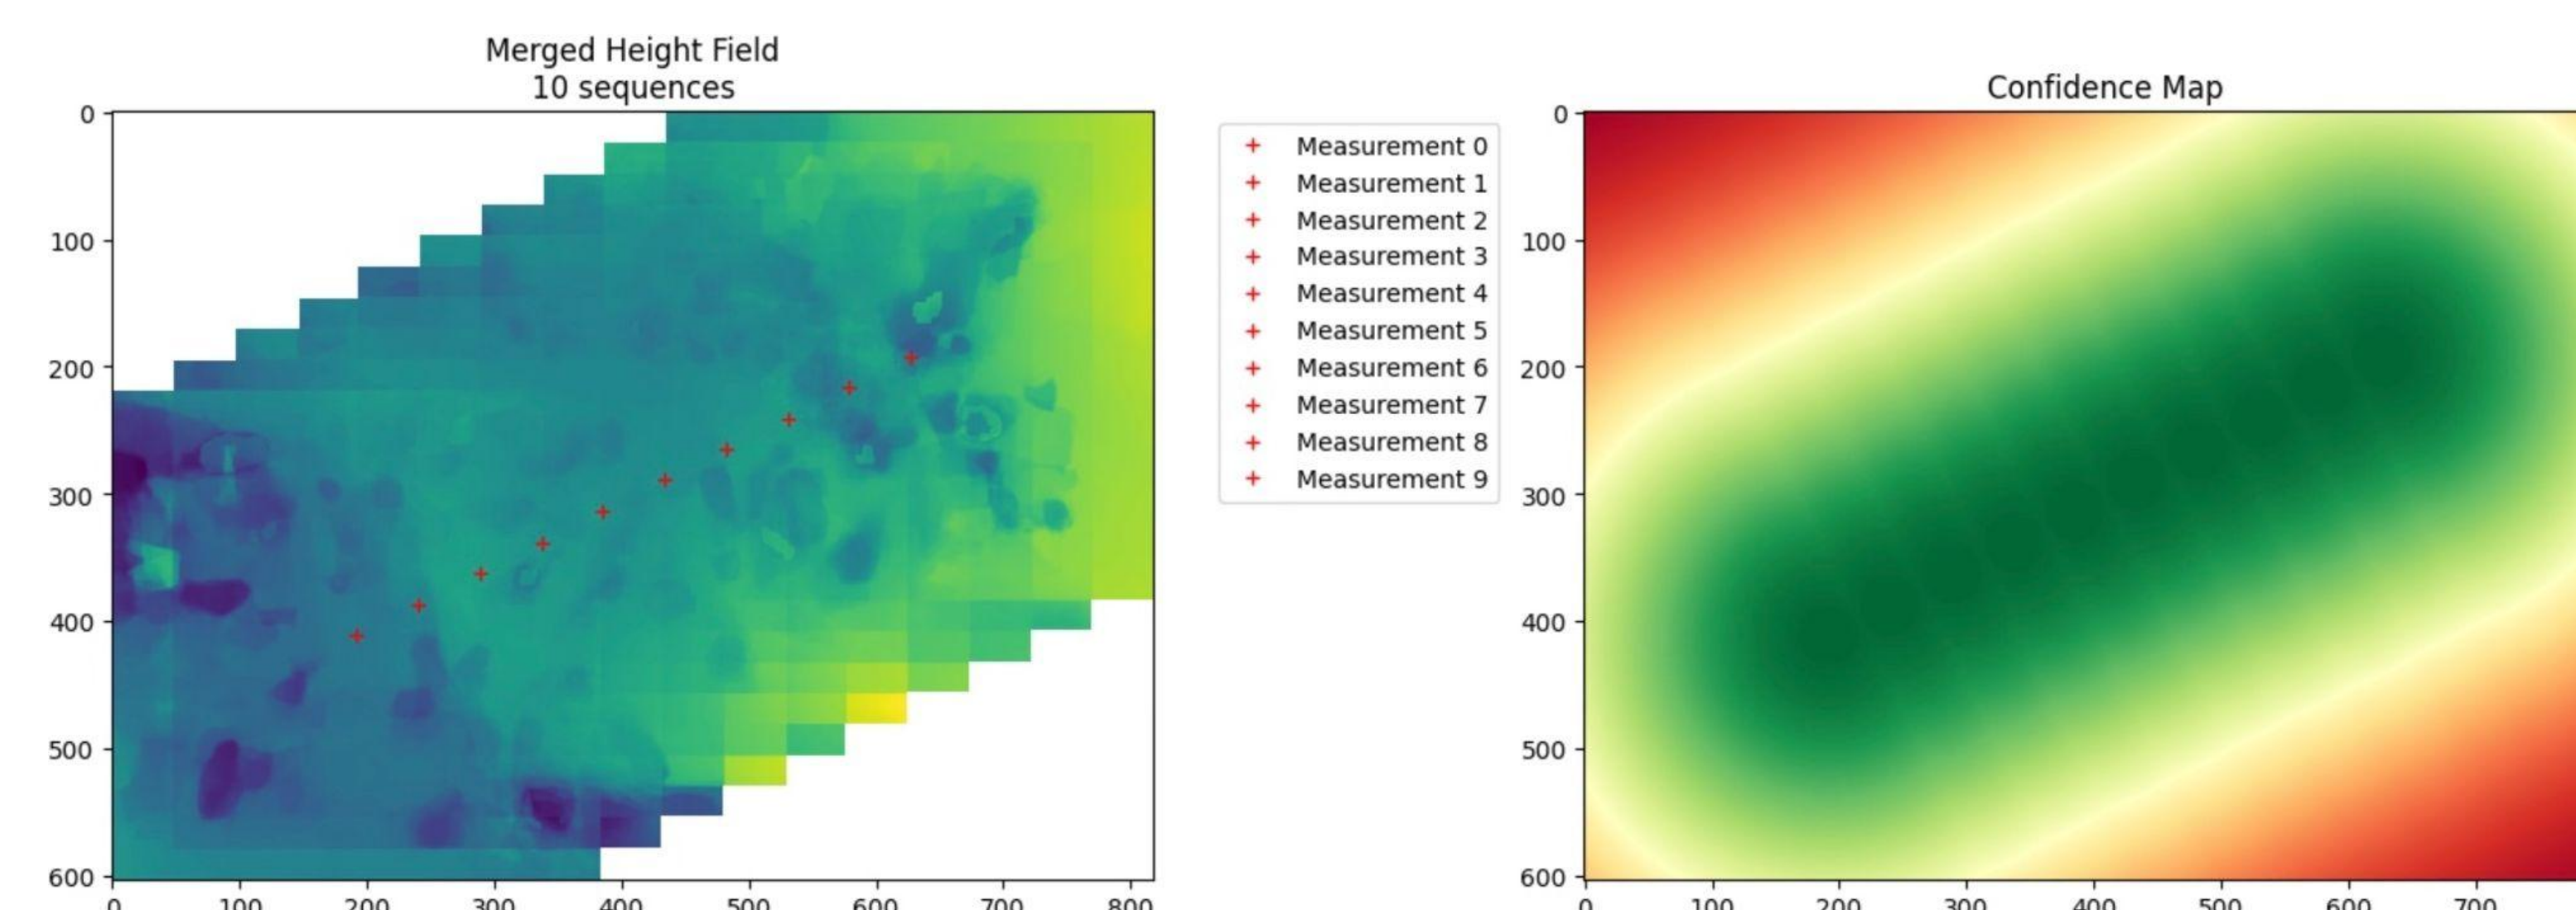 Merged Height Field
10 sequences
0
100
200
300
400
500
600
0 100 200 300 400 500 600 700 800
Measurement 0
Measurement 1
Measurement 2
Measurement 3
Measurement 4
Measurement 5
Measurement 6
Measurement 7
Measurement 8
Measurement 9
Confidence Map
0
100
200
300
400
500
600
0 100 200 300 400 500 600 700